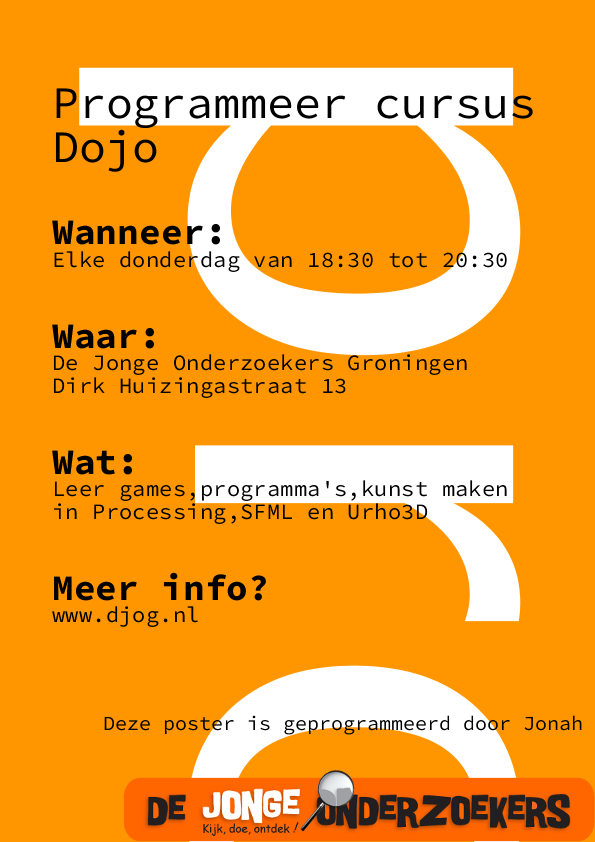 Programmeer cursus
Dojo
Wanneer:
Elke donderdag van 18:30 tot 20:30
Waar:
De Jonge Onderzoekers Groningen
Dirk Huizingastraat 13
Wat:
Leer games,programma's,kunst maken
in Processing,SFML en Urho3D
Meer info?
www.djog.nl
Deze poster is geprogrammeerd door Jonah
DE JONGE ONDERZOEKERS
Kijk, doe, ontdek !